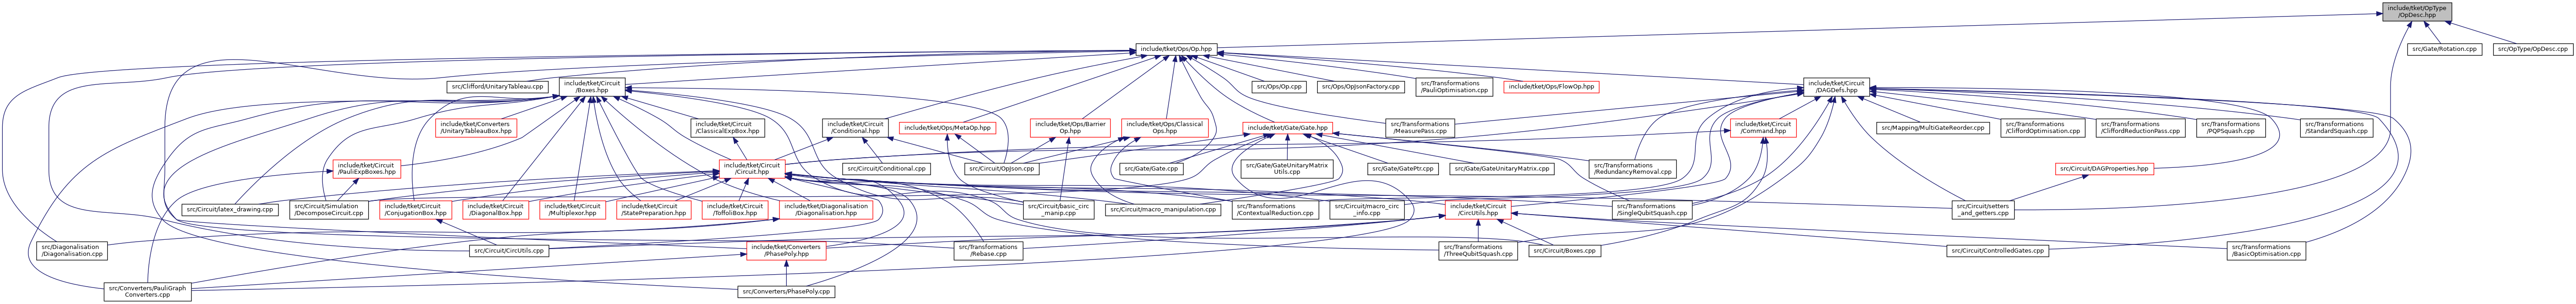 include/tket/OpType
/OpDesc.hpp
include/tket/Ops/Op.hpp
src/Gate/Rotation.cpp
src/OpType/OpDesc.cpp
src/Clifford/UnitaryTableau.cpp
include/tket/Circuit
/Boxes.hpp
src/Ops/Op.cpp
src/Ops/OpJsonFactory.cpp
src/Transformations
/PauliOptimisation.cpp
include/tket/Ops/FlowOp.hpp
include/tket/Circuit
/DAGDefs.hpp
include/tket/Converters
/UnitaryTableauBox.hpp
include/tket/Circuit
/ClassicalExpBox.hpp
include/tket/Circuit
/Conditional.hpp
include/tket/Ops/MetaOp.hpp
include/tket/Ops/Barrier
Op.hpp
include/tket/Ops/Classical
Ops.hpp
include/tket/Gate/Gate.hpp
src/Transformations
/MeasurePass.cpp
include/tket/Circuit
/Command.hpp
src/Mapping/MultiGateReorder.cpp
src/Transformations
/CliffordOptimisation.cpp
src/Transformations
/CliffordReductionPass.cpp
src/Transformations
/PQPSquash.cpp
src/Transformations
/StandardSquash.cpp
include/tket/Circuit
/PauliExpBoxes.hpp
include/tket/Circuit
/Circuit.hpp
src/Circuit/Conditional.cpp
src/Circuit/OpJson.cpp
src/Gate/Gate.cpp
src/Gate/GateUnitaryMatrix
Utils.cpp
src/Gate/GatePtr.cpp
src/Gate/GateUnitaryMatrix.cpp
src/Transformations
/RedundancyRemoval.cpp
src/Circuit/DAGProperties.hpp
src/Circuit/latex_drawing.cpp
src/Circuit/Simulation
/DecomposeCircuit.cpp
include/tket/Circuit
/ConjugationBox.hpp
include/tket/Circuit
/DiagonalBox.hpp
include/tket/Circuit
/Multiplexor.hpp
include/tket/Circuit
/StatePreparation.hpp
include/tket/Circuit
/ToffoliBox.hpp
include/tket/Diagonalisation
/Diagonalisation.hpp
src/Circuit/basic_circ
_manip.cpp
src/Circuit/macro_manipulation.cpp
src/Transformations
/ContextualReduction.cpp
src/Circuit/macro_circ
_info.cpp
include/tket/Circuit
/CircUtils.hpp
src/Transformations
/SingleQubitSquash.cpp
src/Circuit/setters
_and_getters.cpp
src/Diagonalisation
/Diagonalisation.cpp
src/Circuit/CircUtils.cpp
include/tket/Converters
/PhasePoly.hpp
src/Transformations
/Rebase.cpp
src/Transformations
/ThreeQubitSquash.cpp
src/Circuit/Boxes.cpp
src/Circuit/ControlledGates.cpp
src/Transformations
/BasicOptimisation.cpp
src/Converters/PauliGraph
Converters.cpp
src/Converters/PhasePoly.cpp